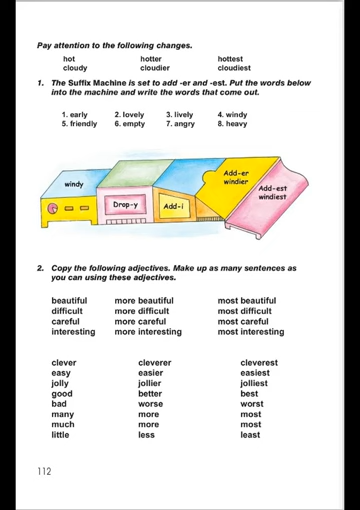 Pay attention to the following changes.
hot hotter hottest
cloudy cloudier cloudiest
1. The Suffix Machine is set to add -er and -est. Put the words below
into the machine and write the words that come out.
1. early 2. lovely 3. lively 4. windy
5. friendly 6. empty 7. angry 8. heavy
windy
Drop-y
Add-i
Add-er
windier
Add-est
windiest
2. Copy the following adjectives. Make up as many sentences as
you can using these adjectives.
beautiful more beautiful most beautiful
difficult more difficult most difficult
careful more careful most careful
interesting more interesting most interesting
clever cleverer cleverest
easy easier easiest
jolly jollier jolliest
good better best
bad worse worst
many more most
much more most
little less least
112